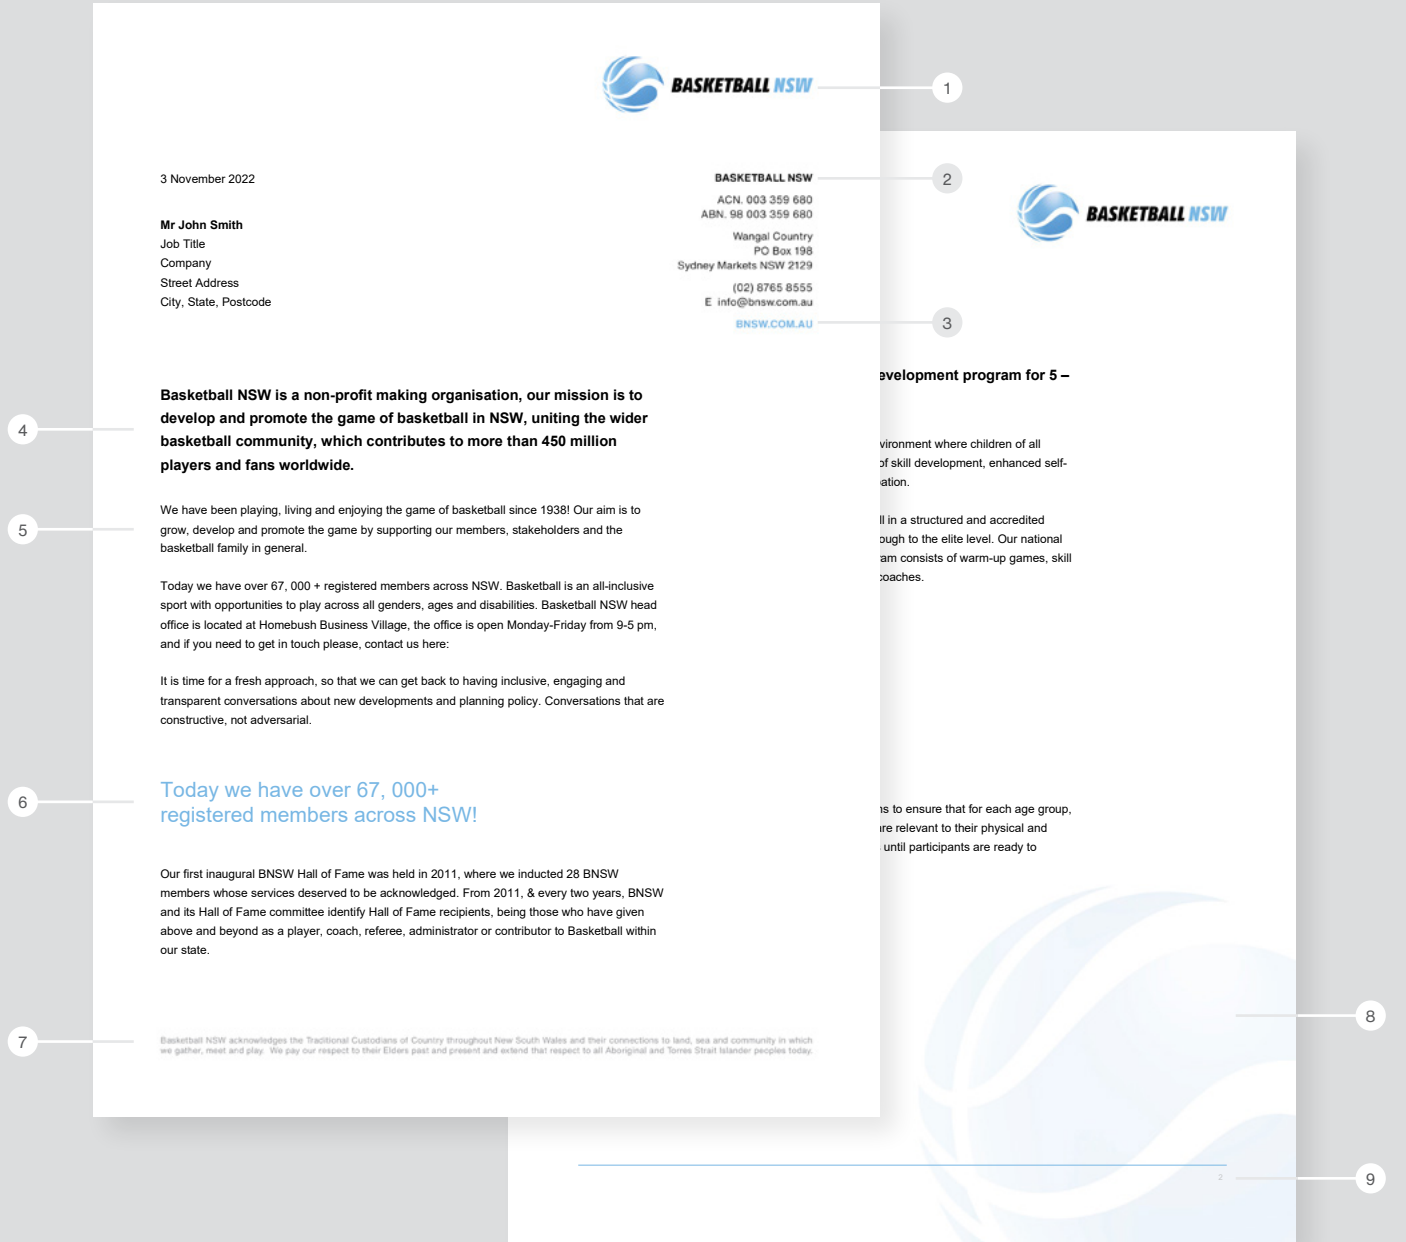 BASKETBALL NSW
1
3 November 2022
Mr John Smith
Job Title
Company
Street Address
City, State, Postcode
BASKETBALL NSW
2
ACN. 003 359 680
ABN. 98 003 359 680
Wangal Country
PO Box 198
Sydney Markets NSW 2129
(02) 8765 8555
E info@bnsw.com.au
BNSW.COM.AU
3
4
Basketball NSW is a non-profit making organisation, our mission is to
develop and promote the game of basketball in NSW, uniting the wider
basketball community, which contributes to more than 450 million
players and fans worldwide.
5
We have been playing, living and enjoying the game of basketball since 1938! Our aim is to
grow, develop and promote the game by supporting our members, stakeholders and the
basketball family in general.
Today we have over 67, 000 + registered members across NSW. Basketball is an all-inclusive
sport with opportunities to play across all genders, ages and disabilities. Basketball NSW head
office is located at Homebush Business Village, the office is open Monday-Friday from 9-5 pm,
and if you need to get in touch please, contact us here:
It is time for a fresh approach, so that we can get back to having inclusive, engaging and
transparent conversations about new developments and planning policy. Conversations that are
constructive, not adversarial.
6
Today we have over 67, 000+
registered members across NSW!
Our first inaugural BNSW Hall of Fame was held in 2011, where we inducted 28 BNSW
members whose services deserved to be acknowledged. From 2011, & every two years, BNSW
and its Hall of Fame committee identify Hall of Fame recipients, being those who have given
above and beyond as a player, coach, referee, administrator or contributor to Basketball within
our state.
7
Basketball NSW acknowledges the Traditional Custodians of Country throughout New South Wales and their connections to land, sea and community in which
we gather, meet and play. We pay our respect to their Elders past and present and extend that respect to all Aboriginal and Torres Strait Islander peoples today.
BASKETBALL NSW
evelopment program for 5 –
vironment where children of all
of skill development, enhanced self-
ation.
ll in a structured and accredited
ough to the elite level. Our national
am consists of warm-up games, skill
coaches.
ns to ensure that for each age group,
are relevant to their physical and
until participants are ready to
8
2
9